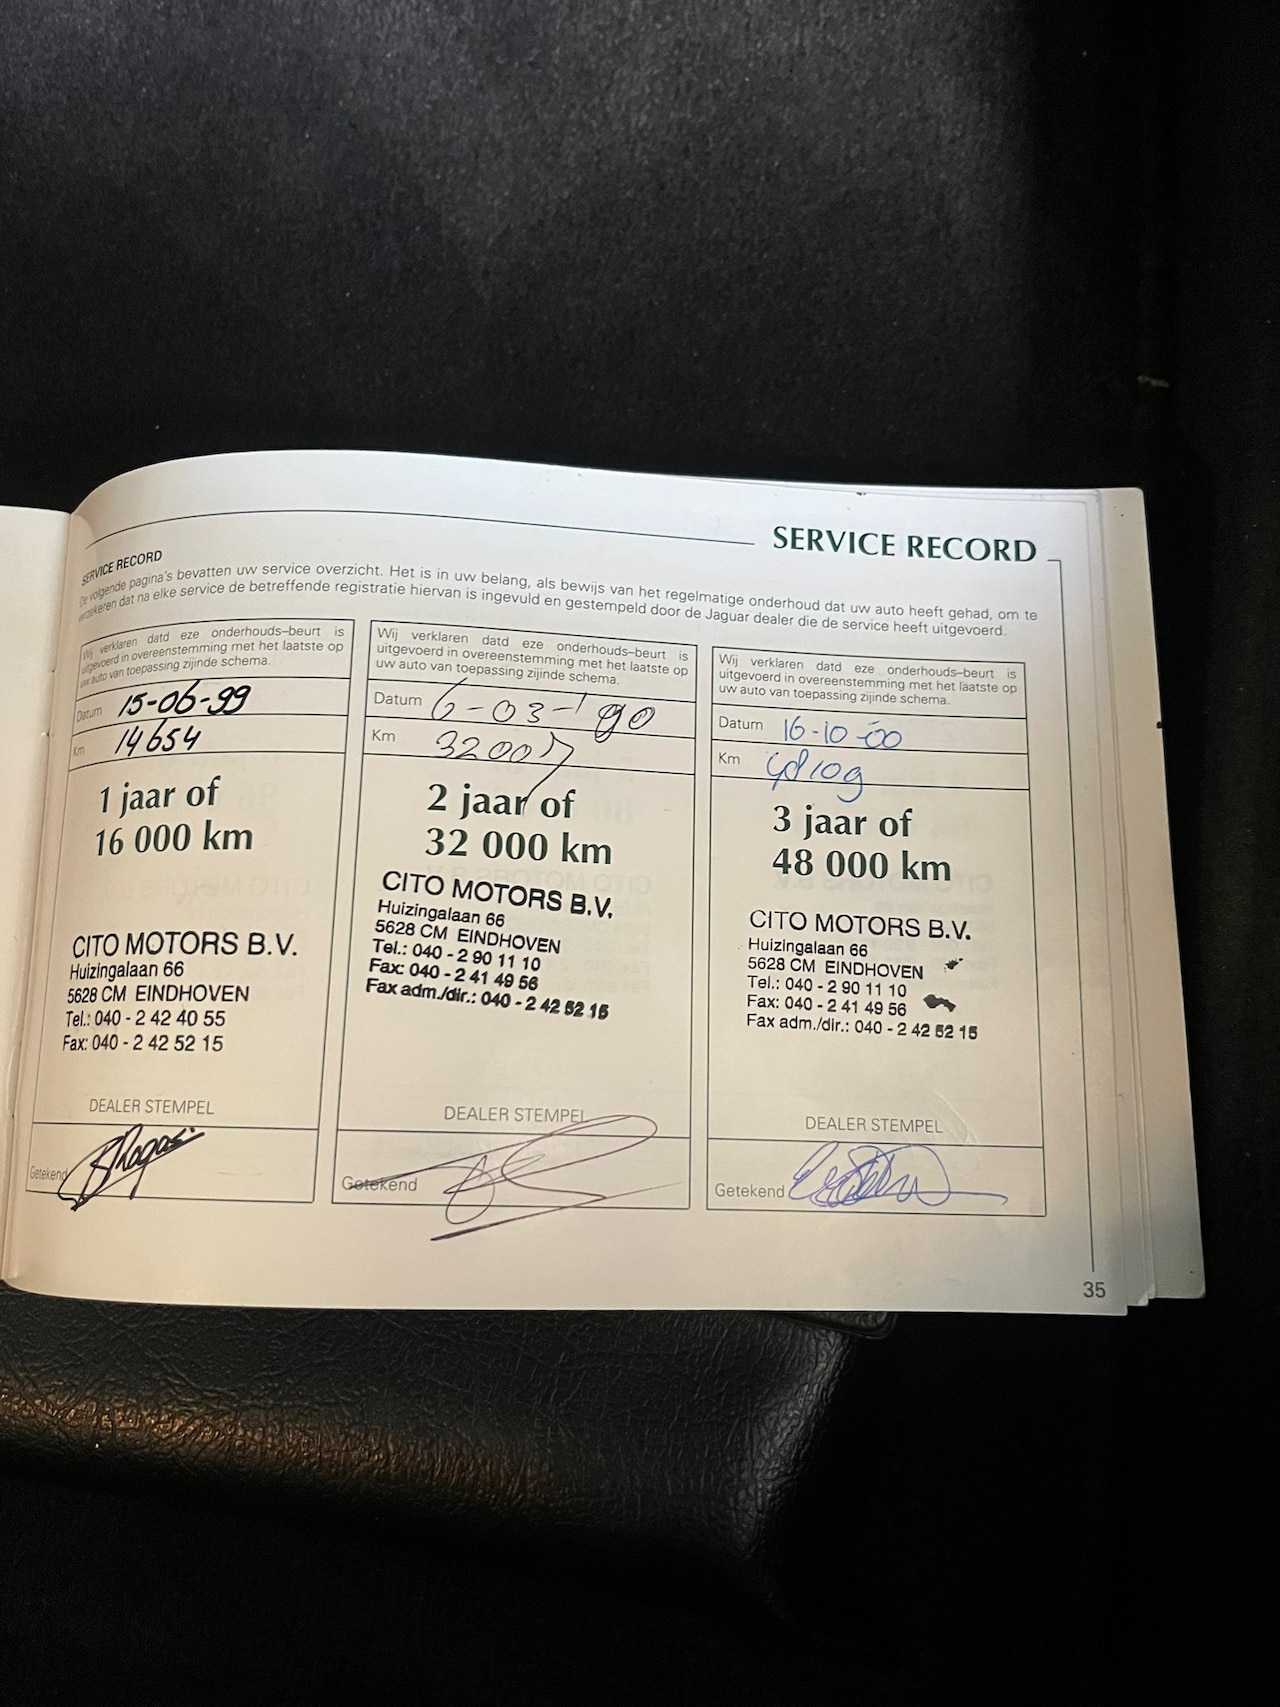 SERVICE RECORD
SERVICE RECORD
De volgende pagina's bevatten uw service overzicht. Het is in uw belang, als bewijs van het regelmatige onderhoud dat uw auto heeft gehad, om te
verzekeren dat na elke service de betreffende registratie hiervan is ingevuld en gestempeld door de Jaguar dealer die de service heeft uitgevoerd.
Wij verklaren datd eze onderhouds–beurt is
uitgevoerd in overeenstemming met het laatste op
uw auto van toepassing zijinde schema.
Datum 15-06-99
Km 14654
1 jaar of
16 000 km
CITO MOTORS B.V.
Huizingalaan 66
5628 CM EINDHOVEN
Tel.: 040 - 2 42 40 55
Fax: 040 - 2 42 52 15
DEALER STEMPEL
Getekend
Wij verklaren datd eze onderhouds–beurt is
uitgevoerd in overeenstemming met het laatste op
uw auto van toepassing zijinde schema.
Datum 6-03-
Km 32007
2 jaar of
32 000 km
CITO MOTORS B.V.
Huizingalaan 66
5628 CM EINDHOVEN
Tel.: 040 - 2 90 11 10
Fax: 040 - 2 41 49 56
Fax adm./dir.: 040 - 2 42 52 15
DEALER STEMPEL
Getekend
Wij verklaren datd eze onderhouds–beurt is
uitgevoerd in overeenstemming met het laatste op
uw auto van toepassing zijinde schema.
Datum 16-10-00
Km
3 jaar of
48 000 km
CITO MOTORS B.V.
Huizingalaan 66
5628 CM EINDHOVEN
Tel.: 040 - 2 90 11 10
Fax: 040 - 2 41 49 56
Fax adm./dir.: 040 - 2 42 52 15
DEALER STEMPEL
Getekend
35